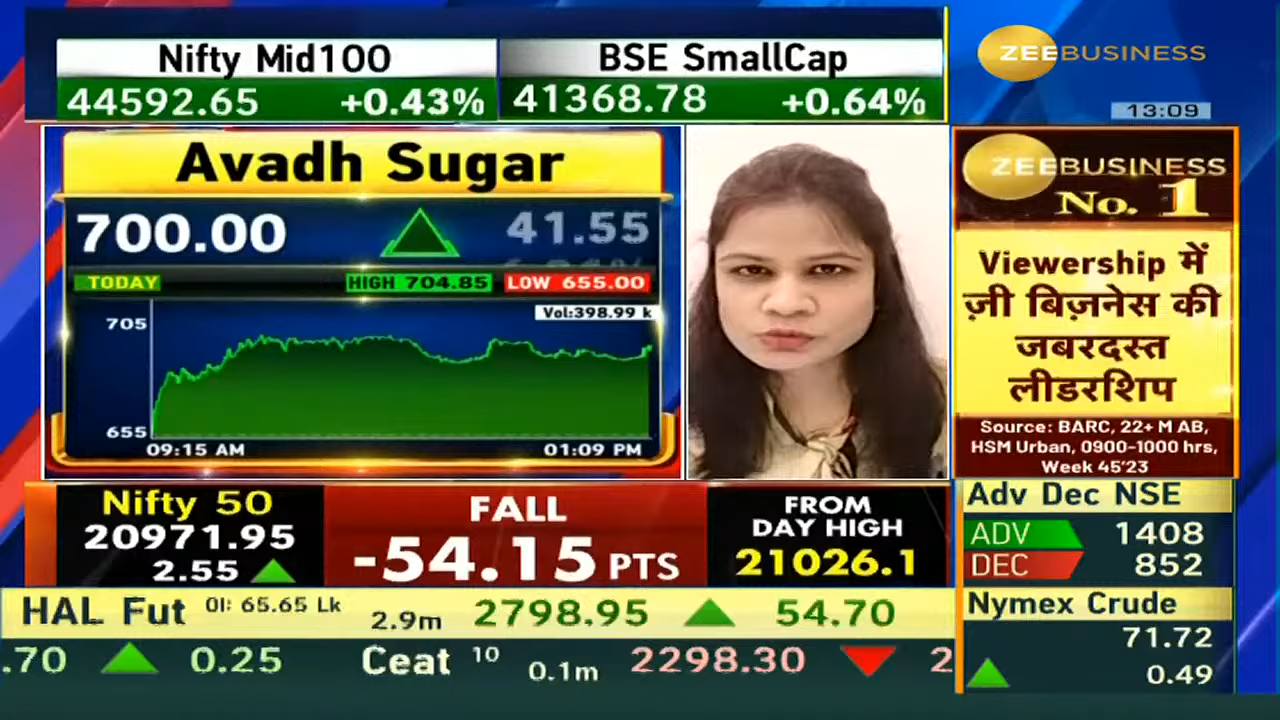 Nifty Mid100
44592.65 +0.43%
BSE SmallCap
41368.78 +0.64%
ZEEBUSINESS
13:09
Avadh Sugar
700.00 41.55
TODAY HIGH 704.85 LOW 655.00
Vol:398.99 k
705
655
09:15 AM 01:09 PM
ZEEBUSINESS
No. 1
Viewership में
ज़ी बिज़नेस की
जबरदस्त
लीडरशिप
Source: BARC, 22+ M AB,
HSM Urban, 0900-1000 hrs,
Week 45'23
Nifty 50
20971.95
2.55
FALL
-54.15 PTS
FROM
DAY HIGH
21026.1
Adv Dec NSE
ADV 1408
DEC 852
Nymex Crude
71.72
0.49
HAL Fut OI: 65.65 Lk 2.9m 2798.95 54.70
.70 0.25 Ceat 10 0.1m 2298.30 2